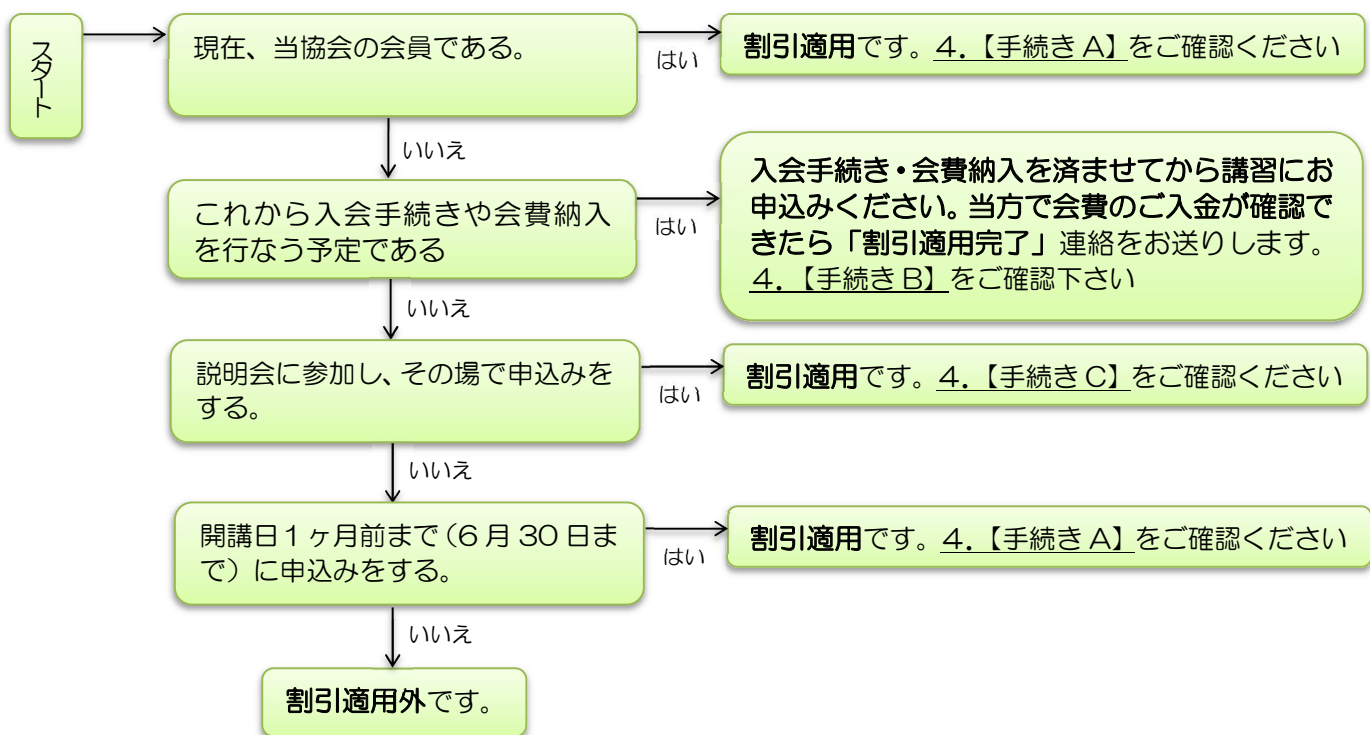 スタート
現在、当協会の会員である。
はい
割引適用です。4.【手続きA】をご確認ください
いいえ
これから入会手続きや会費納入
を行なう予定である
はい
入会手続き・会費納入を済ませてから講習にお
申込みください。当方で会費のご入金が確認で
きたら「割引適用完了」連絡をお送りします。
4.【手続きB】をご確認下さい
いいえ
説明会に参加し、その場で申込みを
する。
はい
割引適用です。4.【手続きC】をご確認ください
いいえ
開講日1ヶ月前まで(6月30日ま
で)に申込みをする。
はい
割引適用です。4.【手続きA】をご確認ください
いいえ
割引適用外です。